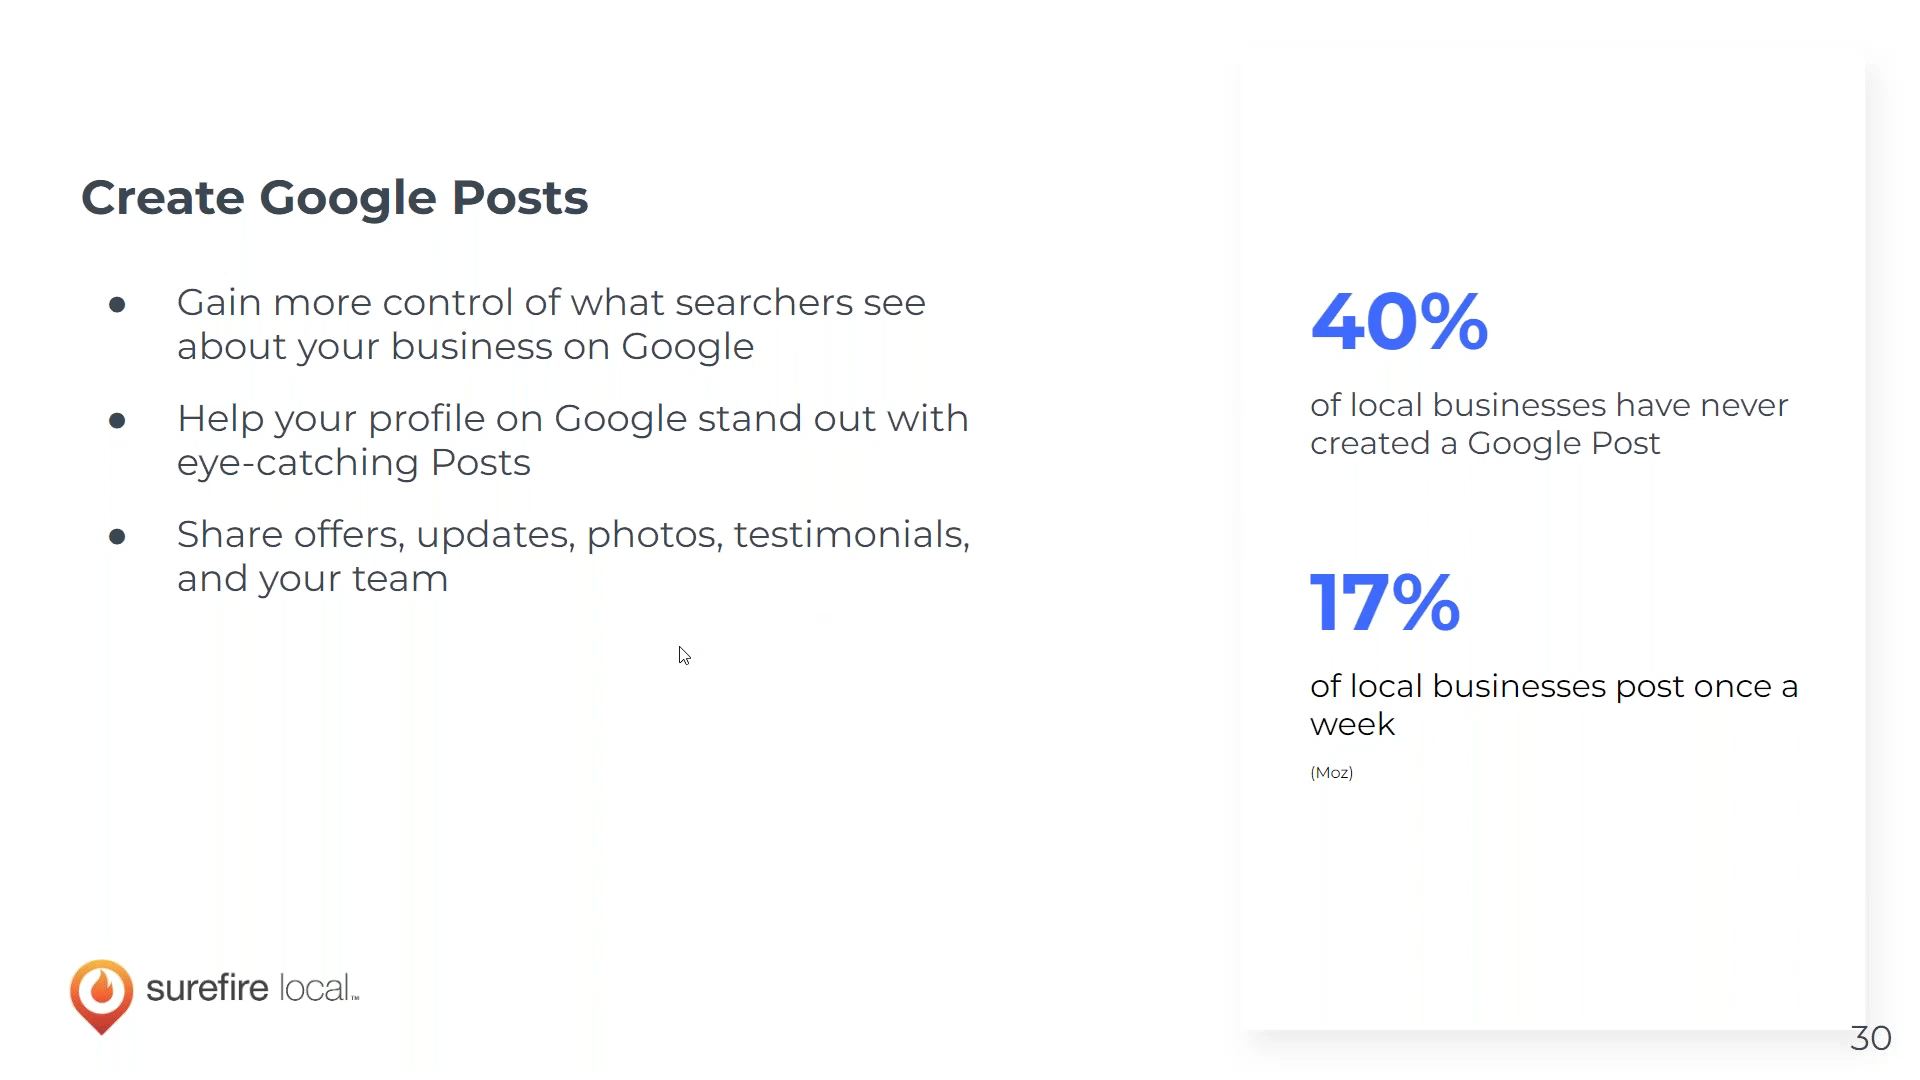 Create Google Posts
● Gain more control of what searchers see
about your business on Google
● Help your profile on Google stand out with
eye-catching Posts
● Share offers, updates, photos, testimonials,
and your team
40%
of local businesses have never
created a Google Post
17%
of local businesses post once a
week
(Moz)
surefire local™
30